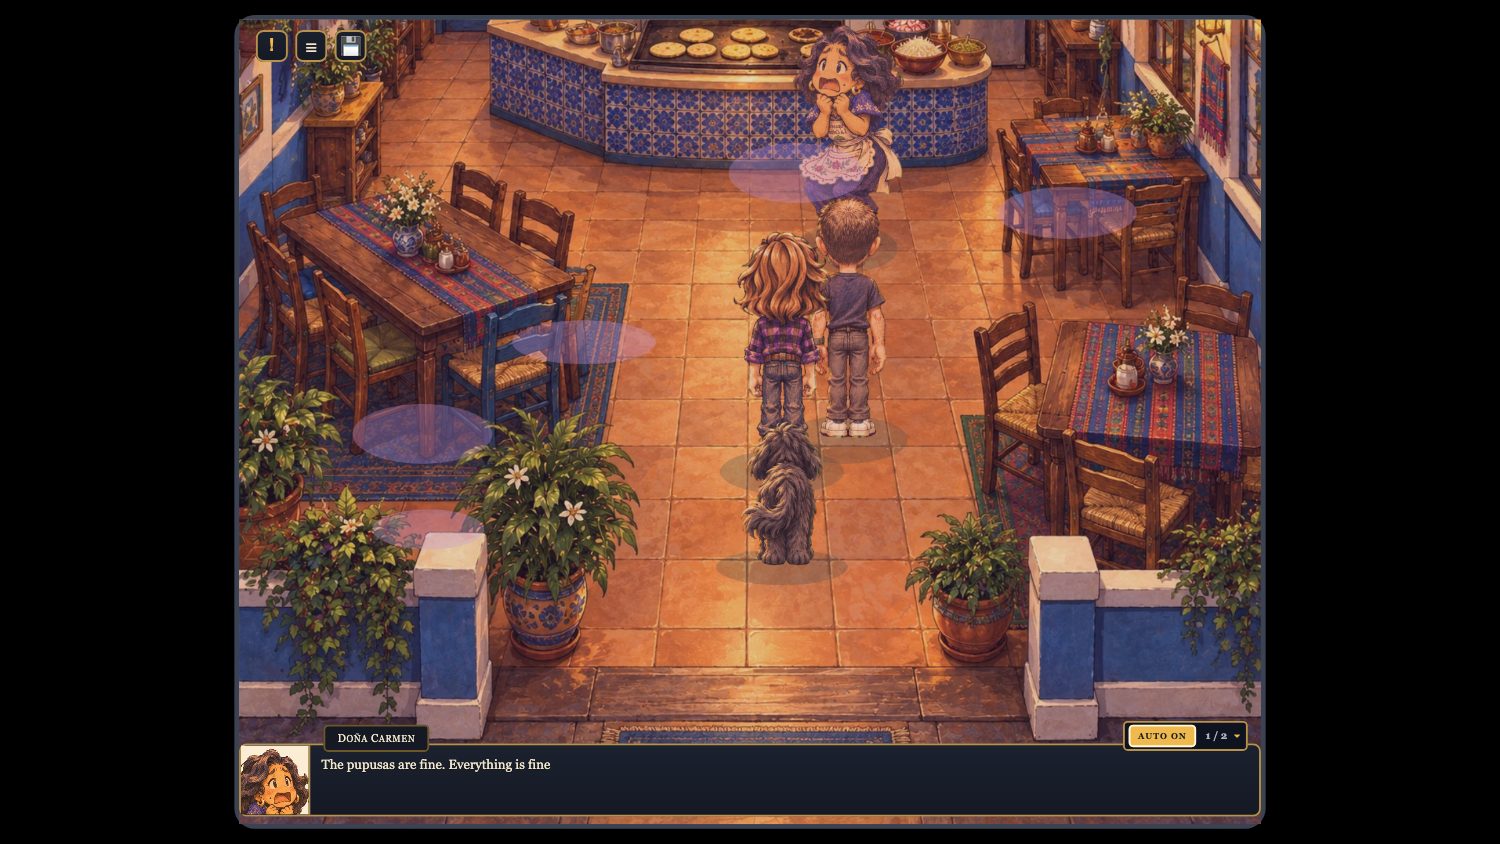 !
DOÑA CARMEN
AUTO ON
1 / 2
The pupusas are fine. Everything is fine